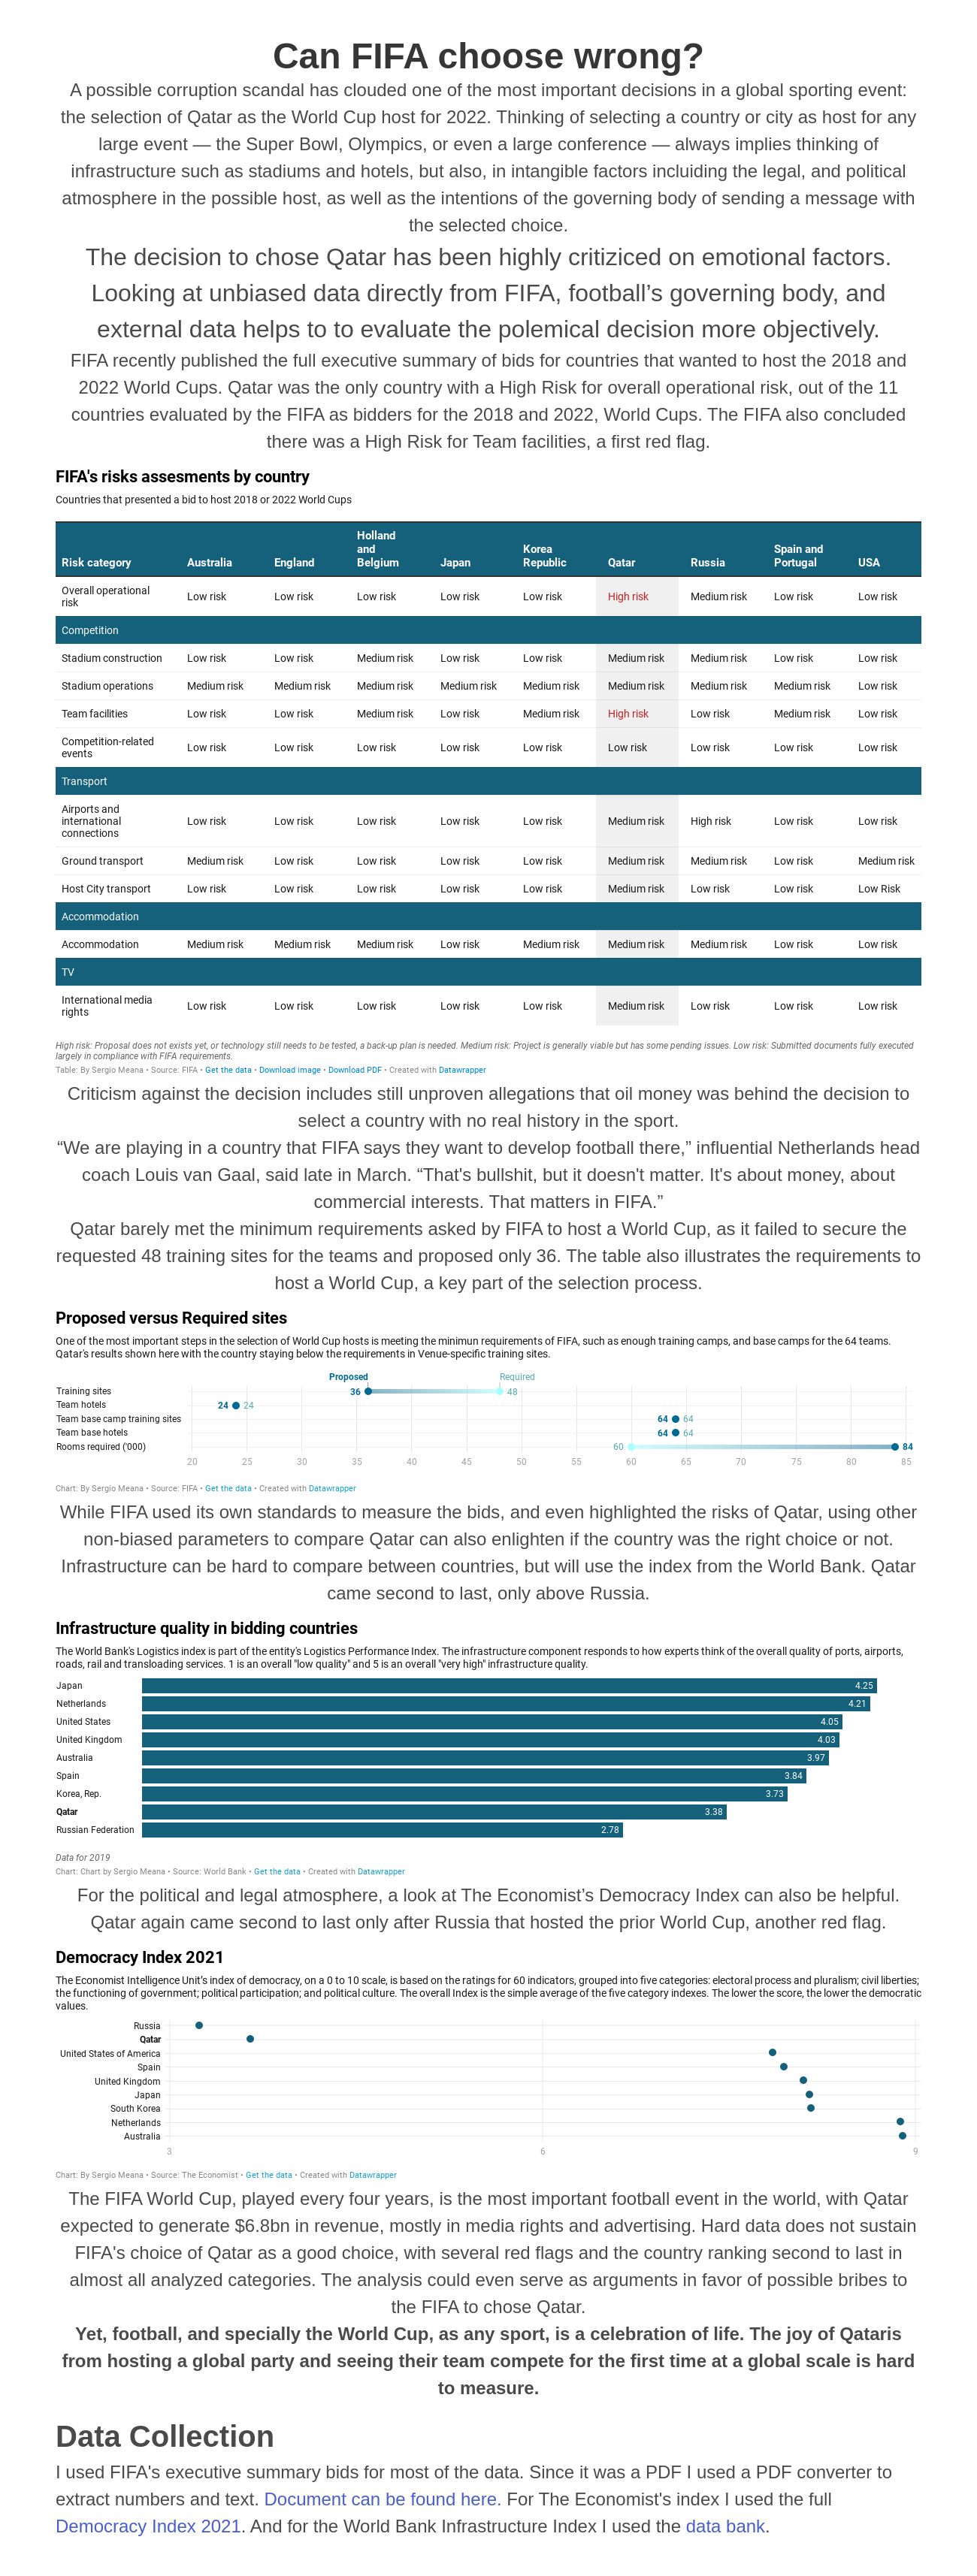 Can FIFA choose wrong?
A possible corruption scandal has clouded one of the most important decisions in a global sporting event:
the selection of Qatar as the World Cup host for 2022. Thinking of selecting a country or city as host for any
large event — the Super Bowl, Olympics, or even a large conference — always implies thinking of
infrastructure such as stadiums and hotels, but also, in intangible factors incluiding the legal, and political
atmosphere in the possible host, as well as the intentions of the governing body of sending a message with
the selected choice.
The decision to chose Qatar has been highly critiziced on emotional factors.
Looking at unbiased data directly from FIFA, football’s governing body, and
external data helps to to evaluate the polemical decision more objectively.
FIFA recently published the full executive summary of bids for countries that wanted to host the 2018 and
2022 World Cups. Qatar was the only country with a High Risk for overall operational risk, out of the 11
countries evaluated by the FIFA as bidders for the 2018 and 2022, World Cups. The FIFA also concluded
there was a High Risk for Team facilities, a first red flag.
FIFA's risks assesments by country
Countries that presented a bid to host 2018 or 2022 World Cups
Risk category Australia England Holland and Belgium Japan Korea Republic Qatar Russia Spain and Portugal USA
Overall operational risk Low risk Low risk Low risk Low risk Low risk High risk Medium risk Low risk Low risk
Competition
Stadium construction Low risk Low risk Medium risk Low risk Low risk Medium risk Medium risk Low risk Low risk
Stadium operations Medium risk Medium risk Medium risk Medium risk Medium risk Medium risk Medium risk Medium risk Low risk
Team facilities Low risk Low risk Medium risk Low risk Medium risk High risk Low risk Medium risk Low risk
Competition-related events Low risk Low risk Low risk Low risk Low risk Low risk Low risk Low risk Low risk
Transport
Airports and international connections Low risk Low risk Low risk Low risk Low risk Medium risk High risk Low risk Low risk
Ground transport Medium risk Low risk Low risk Low risk Low risk Medium risk Medium risk Low risk Medium risk
Host City transport Low risk Low risk Low risk Low risk Low risk Medium risk Low risk Low risk Low Risk
Accommodation
Accommodation Medium risk Medium risk Medium risk Low risk Medium risk Medium risk Medium risk Low risk Low risk
TV
International media rights Low risk Low risk Low risk Low risk Low risk Medium risk Low risk Low risk Low risk
High risk: Proposal does not exists yet, or technology still needs to be tested, a back-up plan is needed. Medium risk: Project is generally viable but has some pending issues. Low risk: Submitted documents fully executed
largely in compliance with FIFA requirements.
Table: By Sergio Meana • Source: FIFA • Get the data • Download image • Download PDF • Created with Datawrapper
Criticism against the decision includes still unproven allegations that oil money was behind the decision to
select a country with no real history in the sport.
“We are playing in a country that FIFA says they want to develop football there,” influential Netherlands head
coach Louis van Gaal, said late in March. “That's bullshit, but it doesn't matter. It's about money, about
commercial interests. That matters in FIFA.”
Qatar barely met the minimum requirements asked by FIFA to host a World Cup, as it failed to secure the
requested 48 training sites for the teams and proposed only 36. The table also illustrates the requirements to
host a World Cup, a key part of the selection process.
Proposed versus Required sites
One of the most important steps in the selection of World Cup hosts is meeting the minimun requirements of FIFA, such as enough training camps, and base camps for the 64 teams.
Qatar's results shown here with the country staying below the requirements in Venue-specific training sites.
Proposed Required
Training sites 36 48
Team hotels 24 24
Team base camp training sites 64 64
Team base hotels 64 64
Rooms required ('000) 60 84
20 25 30 35 40 45 50 55 60 65 70 75 80 85
Chart: By Sergio Meana • Source: FIFA • Get the data • Created with Datawrapper
While FIFA used its own standards to measure the bids, and even highlighted the risks of Qatar, using other
non-biased parameters to compare Qatar can also enlighten if the country was the right choice or not.
Infrastructure can be hard to compare between countries, but will use the index from the World Bank. Qatar
came second to last, only above Russia.
Infrastructure quality in bidding countries
The World Bank's Logistics index is part of the entity's Logistics Performance Index. The infrastructure component responds to how experts think of the overall quality of ports, airports,
roads, rail and transloading services. 1 is an overall "low quality" and 5 is an overall "very high" infrastructure quality.
Japan 4.25
Netherlands 4.21
United States 4.05
United Kingdom 4.03
Australia 3.97
Spain 3.84
Korea, Rep. 3.73
Qatar 3.38
Russian Federation 2.78
Data for 2019
Chart: Chart by Sergio Meana • Source: World Bank • Get the data • Created with Datawrapper
For the political and legal atmosphere, a look at The Economist’s Democracy Index can also be helpful.
Qatar again came second to last only after Russia that hosted the prior World Cup, another red flag.
Democracy Index 2021
The Economist Intelligence Unit’s index of democracy, on a 0 to 10 scale, is based on the ratings for 60 indicators, grouped into five categories: electoral process and pluralism; civil liberties;
the functioning of government; political participation; and political culture. The overall Index is the simple average of the five category indexes. The lower the score, the lower the democratic
values.
Russia
Qatar
United States of America
Spain
United Kingdom
Japan
South Korea
Netherlands
Australia
3 6 9
Chart: By Sergio Meana • Source: The Economist • Get the data • Created with Datawrapper
The FIFA World Cup, played every four years, is the most important football event in the world, with Qatar
expected to generate $6.8bn in revenue, mostly in media rights and advertising. Hard data does not sustain
FIFA's choice of Qatar as a good choice, with several red flags and the country ranking second to last in
almost all analyzed categories. The analysis could even serve as arguments in favor of possible bribes to
the FIFA to chose Qatar.
Yet, football, and specially the World Cup, as any sport, is a celebration of life. The joy of Qataris
from hosting a global party and seeing their team compete for the first time at a global scale is hard
to measure.
Data Collection
I used FIFA's executive summary bids for most of the data. Since it was a PDF I used a PDF converter to
extract numbers and text. Document can be found here. For The Economist's index I used the full
Democracy Index 2021. And for the World Bank Infrastructure Index I used the data bank.